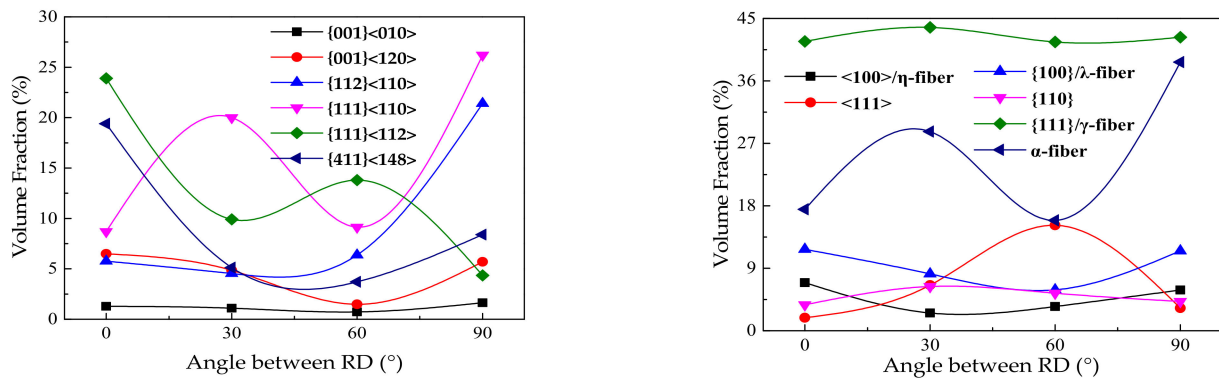 30
25
20
15
10
5
0
Volume Fraction (%)
{001}<010>
{001}<120>
{112}<110>
{111}<110>
{111}<112>
{411}<148>
0 30 60 90
Angle between RD (°)
45
36
27
18
9
0
Volume Fraction (%)
<100>/η-fiber
<111>
{100}/λ-fiber
{110}
{111}/γ-fiber
α-fiber
0 30 60 90
Angle between RD (°)